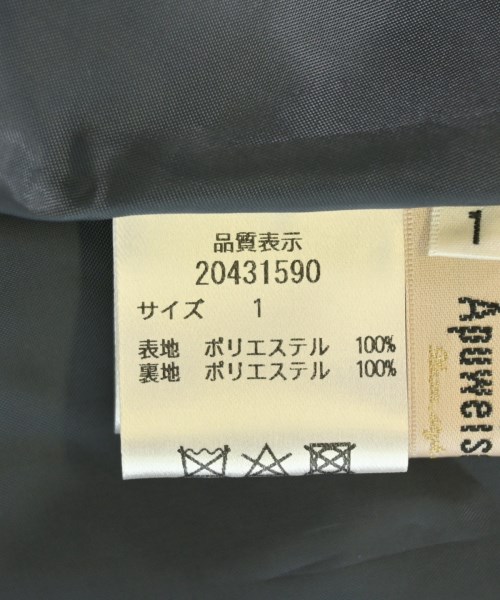 品質表示
20431590
サイズ 1
表地 ポリエステル 100%
裏地 ポリエステル 100%
1
Apuweis